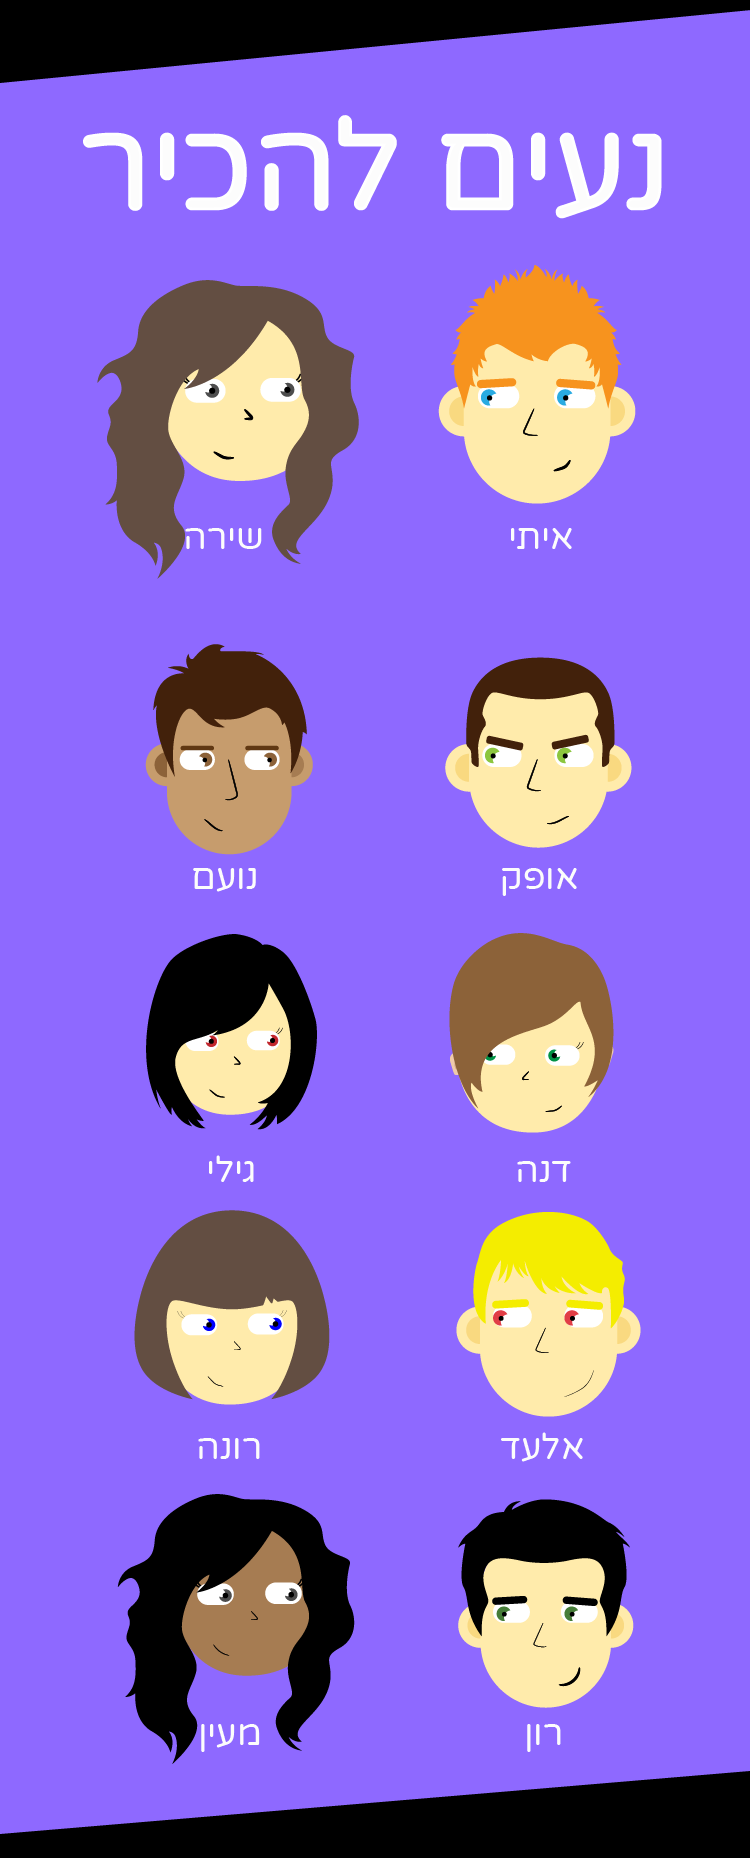 נעים להכיר
איתי
שירה
אופק
נועם
דנה
גילי
אלעד
רונה
רון
מעין